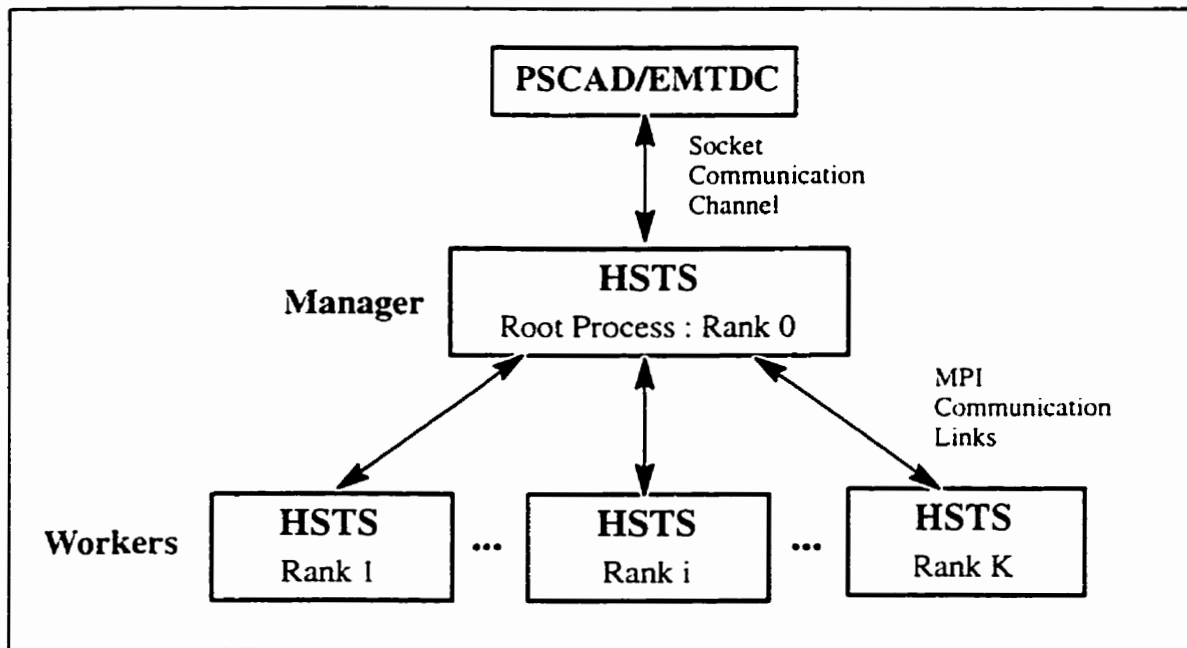 PSCAD/EMTDC
Socket
Communication
Channel
Manager
HSTS
Root Process : Rank 0
MPI
Communication
Links
Workers
HSTS
Rank 1
...
HSTS
Rank i
...
HSTS
Rank K